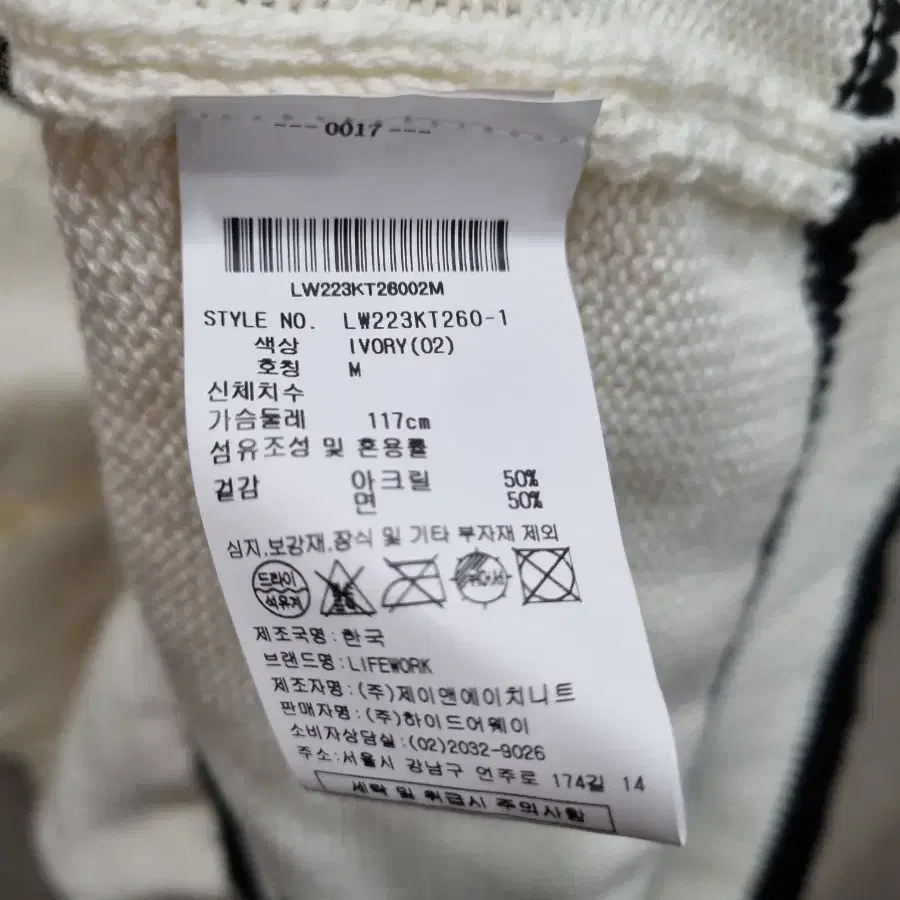 --- 0017 ---
LW223KT26002M
STYLE NO. LW223KT260-1
색상 IVORY(02)
호칭 M
신체치수
가슴둘레 117cm
섬유조성 및 혼용률
겉감 아크릴 50%
면 50%
심지,보강재,장식 및 기타 부자재 제외
드라이
석유계
제조국명:한국
브랜드명:LIFEWORK
제조자명:(주)제이앤에이치니트
판매자명:(주)하이드어웨이
소비자상담실:(02)2032-9026
주소:서울시 강남구 언주로 174길 14
세탁 및 취급시 주의사항